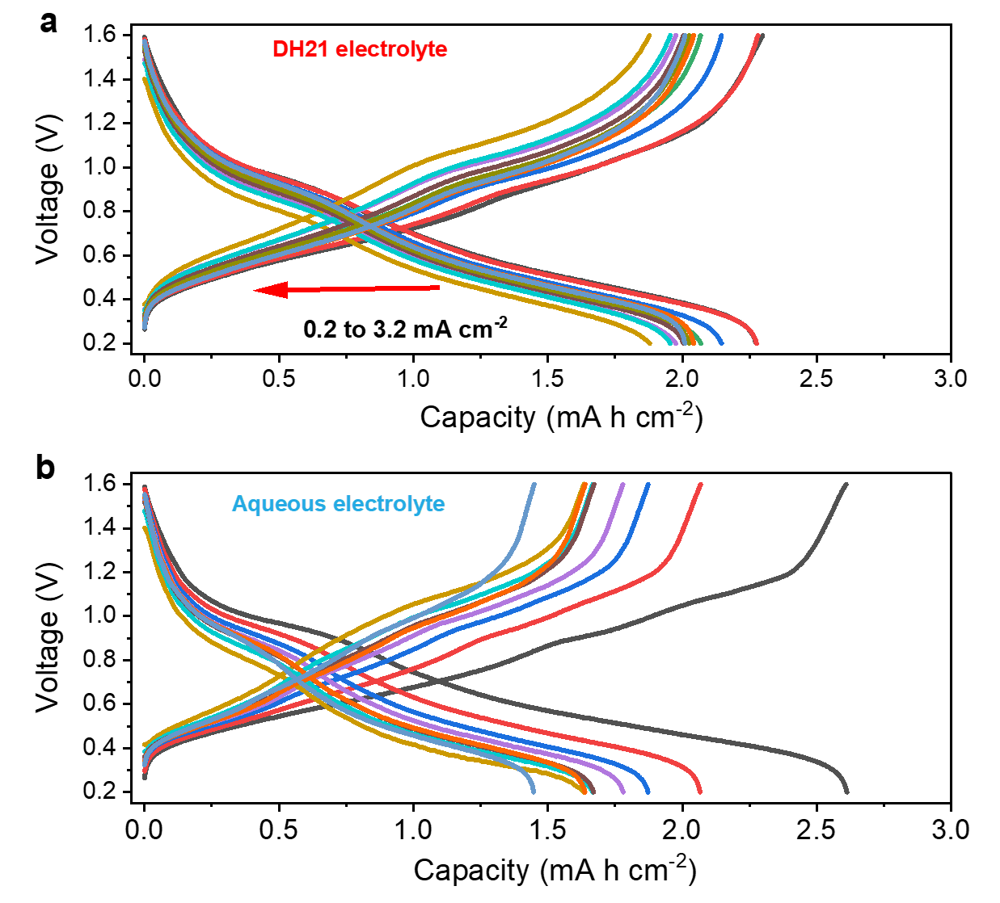 a
DH21 electrolyte
1.6
1.4
1.2
1.0
0.8
0.6
0.4
0.2
Voltage (V)
0.2 to 3.2 mA cm⁻²
0.0 0.5 1.0 1.5 2.0 2.5 3.0
Capacity (mA h cm⁻²)
b
Aqueous electrolyte
1.6
1.4
1.2
1.0
0.8
0.6
0.4
0.2
Voltage (V)
0.0 0.5 1.0 1.5 2.0 2.5 3.0
Capacity (mA h cm⁻²)